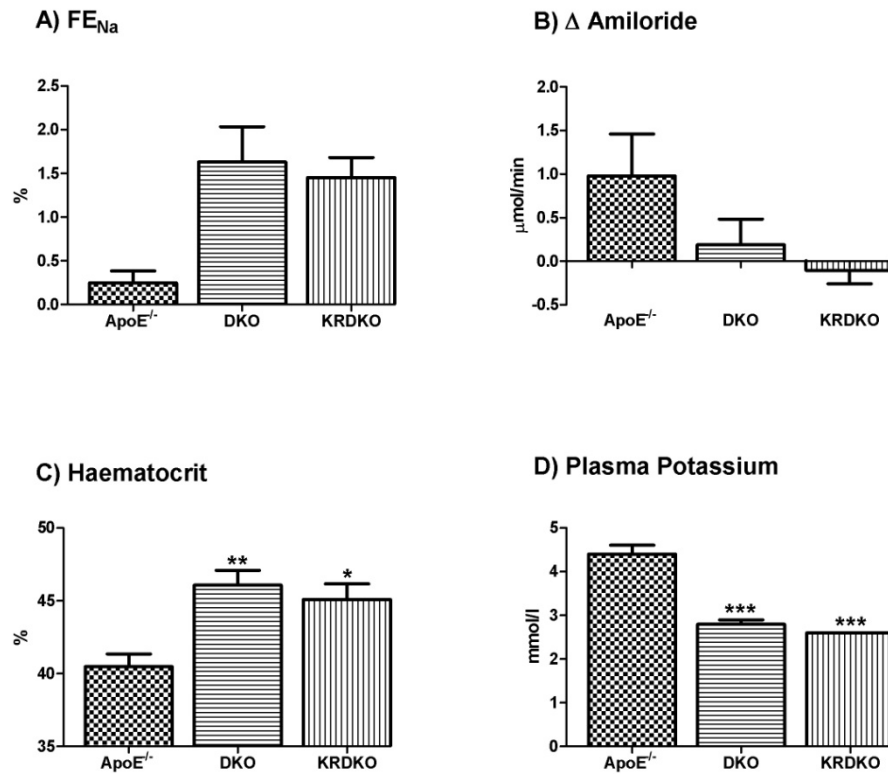 A) FENa
%
2.5
2.0
1.5
1.0
0.5
0.0
ApoE-/- DKO KRDKO
B) Δ Amiloride
μmol/min
2.0
1.5
1.0
0.5
0.0
-0.5
ApoE-/- DKO KRDKO
C) Haematocrit
%
50
45
40
35
** *
ApoE-/- DKO KRDKO
D) Plasma Potassium
mmol/l
5
4
3
2
1
0
*** ***
ApoE-/- DKO KRDKO